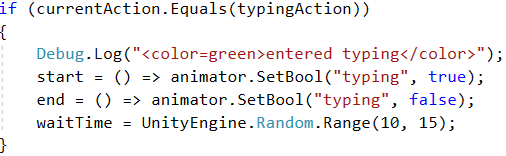 if (currentAction.Equals(typingAction))
{
Debug.Log("<color=green>entered typing</color>");
start = () => animator.SetBool("typing", true);
end = () => animator.SetBool("typing", false);
waitTime = UnityEngine.Random.Range(10, 15);
}